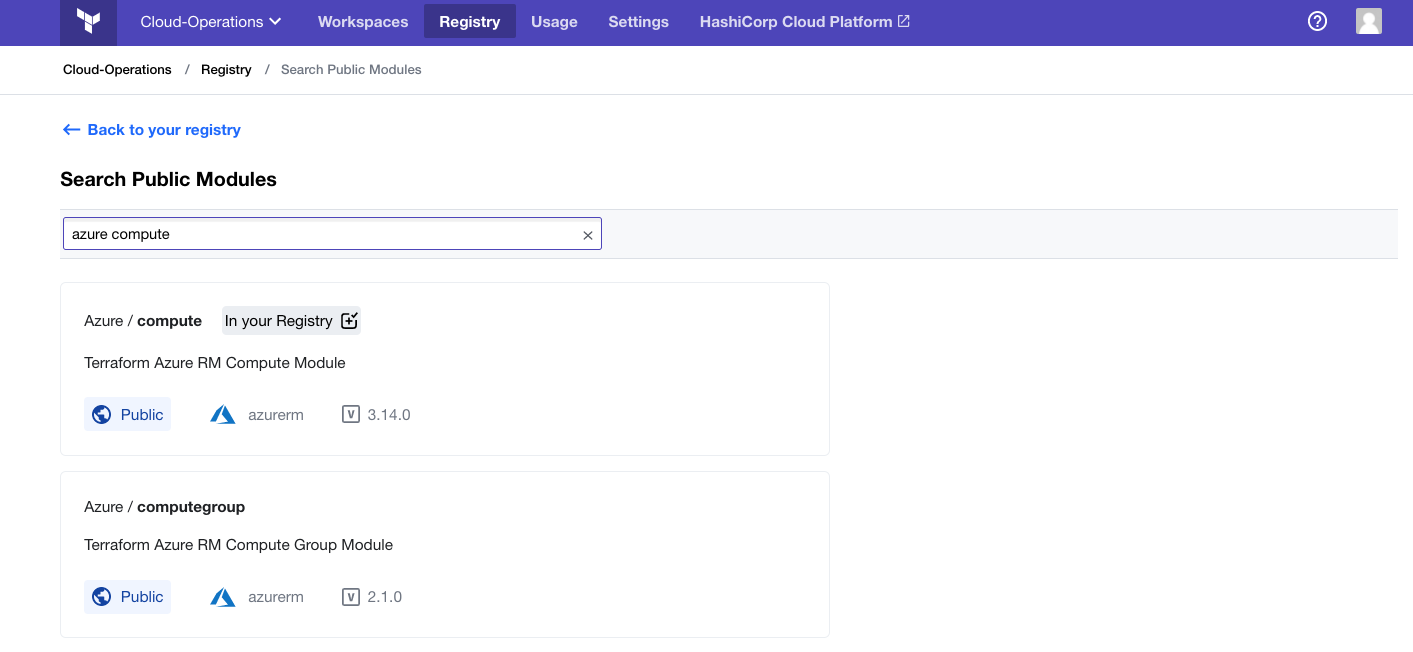 Cloud-Operations Workspaces Registry Usage Settings HashiCorp Cloud Platform
Cloud-Operations / Registry / Search Public Modules
Back to your registry
Search Public Modules
azure compute
Azure / compute In your Registry
Terraform Azure RM Compute Module
Public azurerm V 3.14.0
Azure / computegroup
Terraform Azure RM Compute Group Module
Public azurerm V 2.1.0